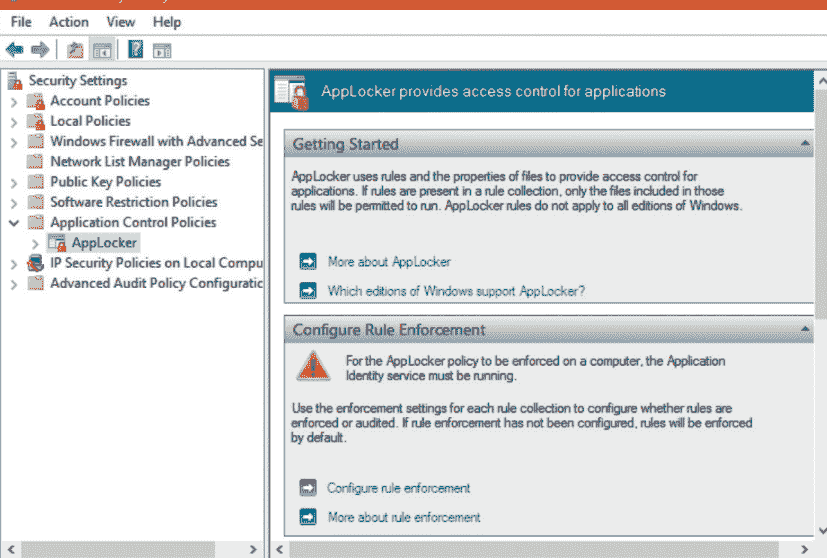 File Action View Help
Security Settings
Account Policies
Local Policies
Windows Firewall with Advanced Se
Network List Manager Policies
Public Key Policies
Software Restriction Policies
Application Control Policies
AppLocker
IP Security Policies on Local Compu
Advanced Audit Policy Configuratic
AppLocker provides access control for applications
Getting Started
AppLocker uses rules and the properties of files to provide access control for
applications. If rules are present in a rule collection, only the files included in those
rules will be permitted to run. AppLocker rules do not apply to all editions of Windows.
More about AppLocker
Which editions of Windows support AppLocker?
Configure Rule Enforcement
For the AppLocker policy to be enforced on a computer, the Application
Identity service must be running.
Use the enforcement settings for each rule collection to configure whether rules are
enforced or audited. If rule enforcement has not been configured, rules will be enforced
by default.
Configure rule enforcement
More about rule enforcement